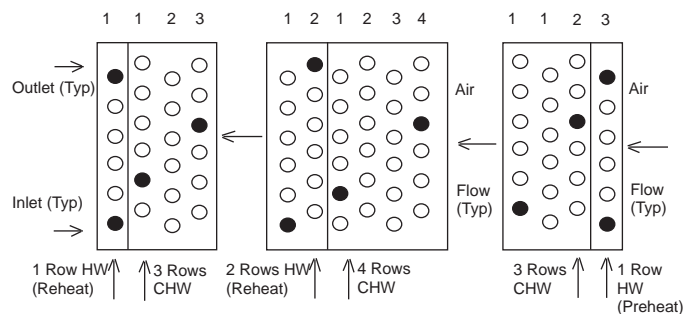 1 1 2 3 1 2 1 2 3 4 1 1 2 3
Outlet (Typ)
Air
Air
Inlet (Typ)
Flow
(Typ)
Flow
(Typ)
1 Row HW
(Reheat)
3 Rows
CHW
2 Rows HW
(Reheat)
4 Rows
CHW
3 Rows
CHW
1 Row
HW
(Preheat)